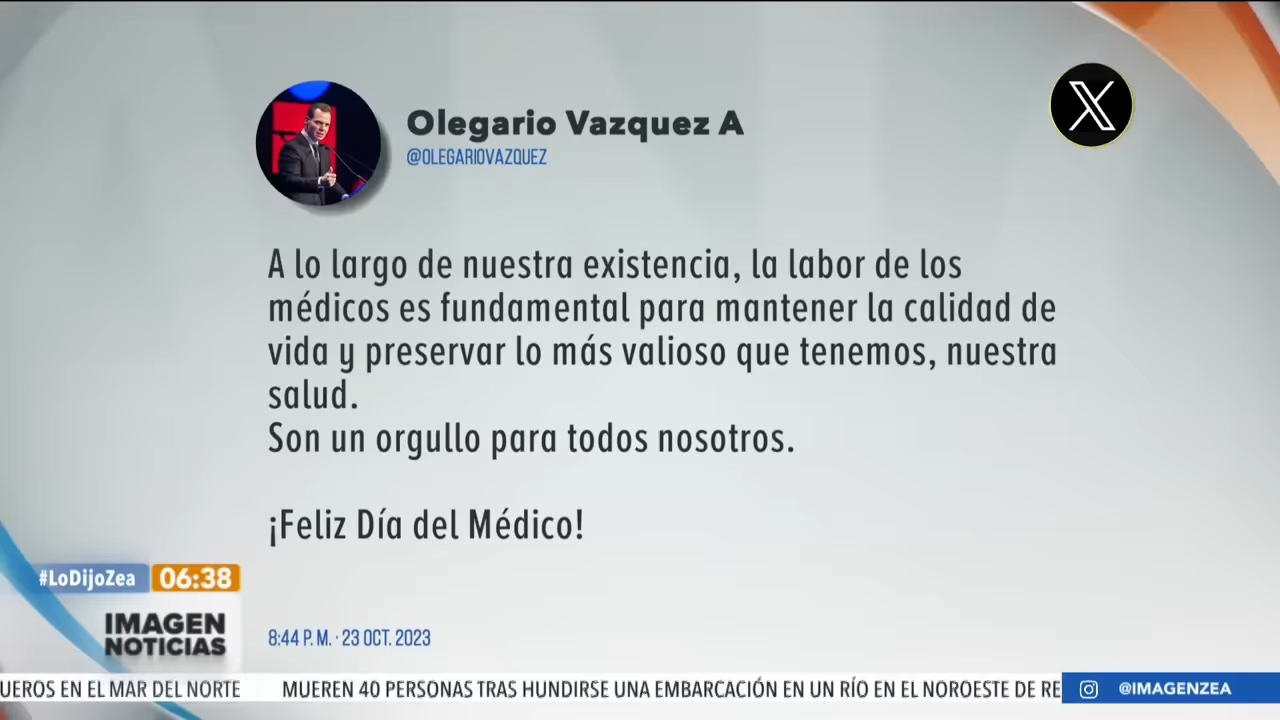 Olegario Vazquez A
@OLEGARIOVAZQUEZ
A lo largo de nuestra existencia, la labor de los
médicos es fundamental para mantener la calidad de
vida y preservar lo más valioso que tenemos, nuestra
salud.
Son un orgullo para todos nosotros.
¡Feliz Día del Médico!
#LoDijoZea 06:38
IMAGEN
NOTICIAS
8:44 P. M. · 23 OCT. 2023
UEROS EN EL MAR DEL NORTE MUEREN 40 PERSONAS TRAS HUNDIRSE UNA EMBARCACIÓN EN UN RÍO EN EL NOROESTE DE RE
@IMAGENZEA